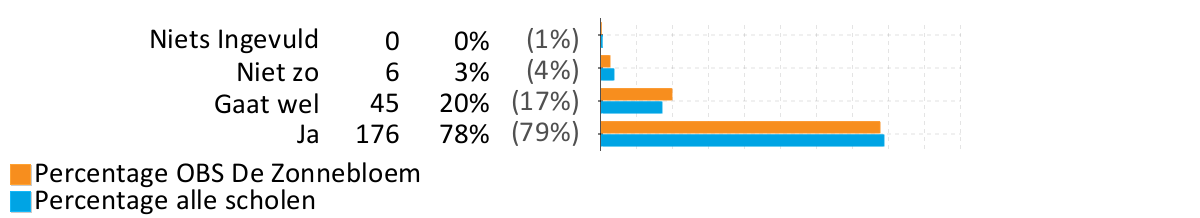 Niets Ingevuld 0 0% (1%)
Niet zo 6 3% (4%)
Gaat wel 45 20% (17%)
Ja 176 78% (79%)
Percentage OBS De Zonnebloem
Percentage alle scholen